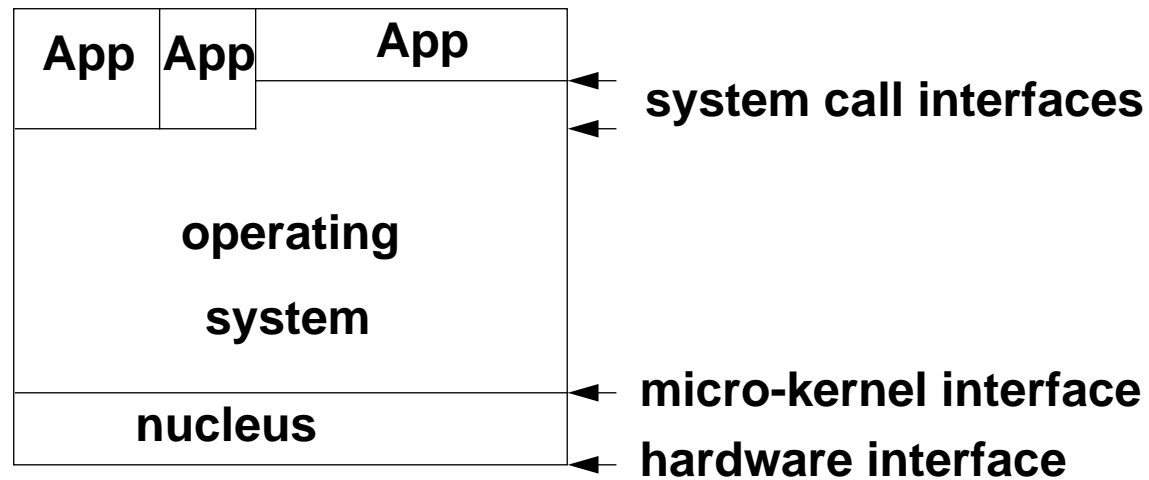 App App App
system call interfaces
operating
system
micro-kernel interface
nucleus
hardware interface